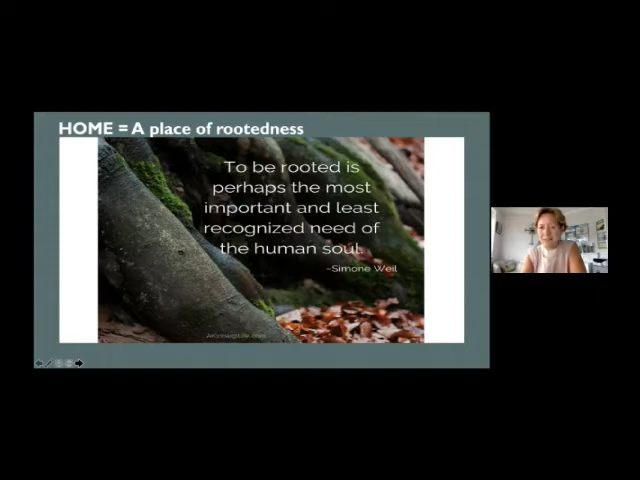 HOME = A place of rootedness
To be rooted is
perhaps the most
important and least
recognized need of
the human soul.
~Simone Weil